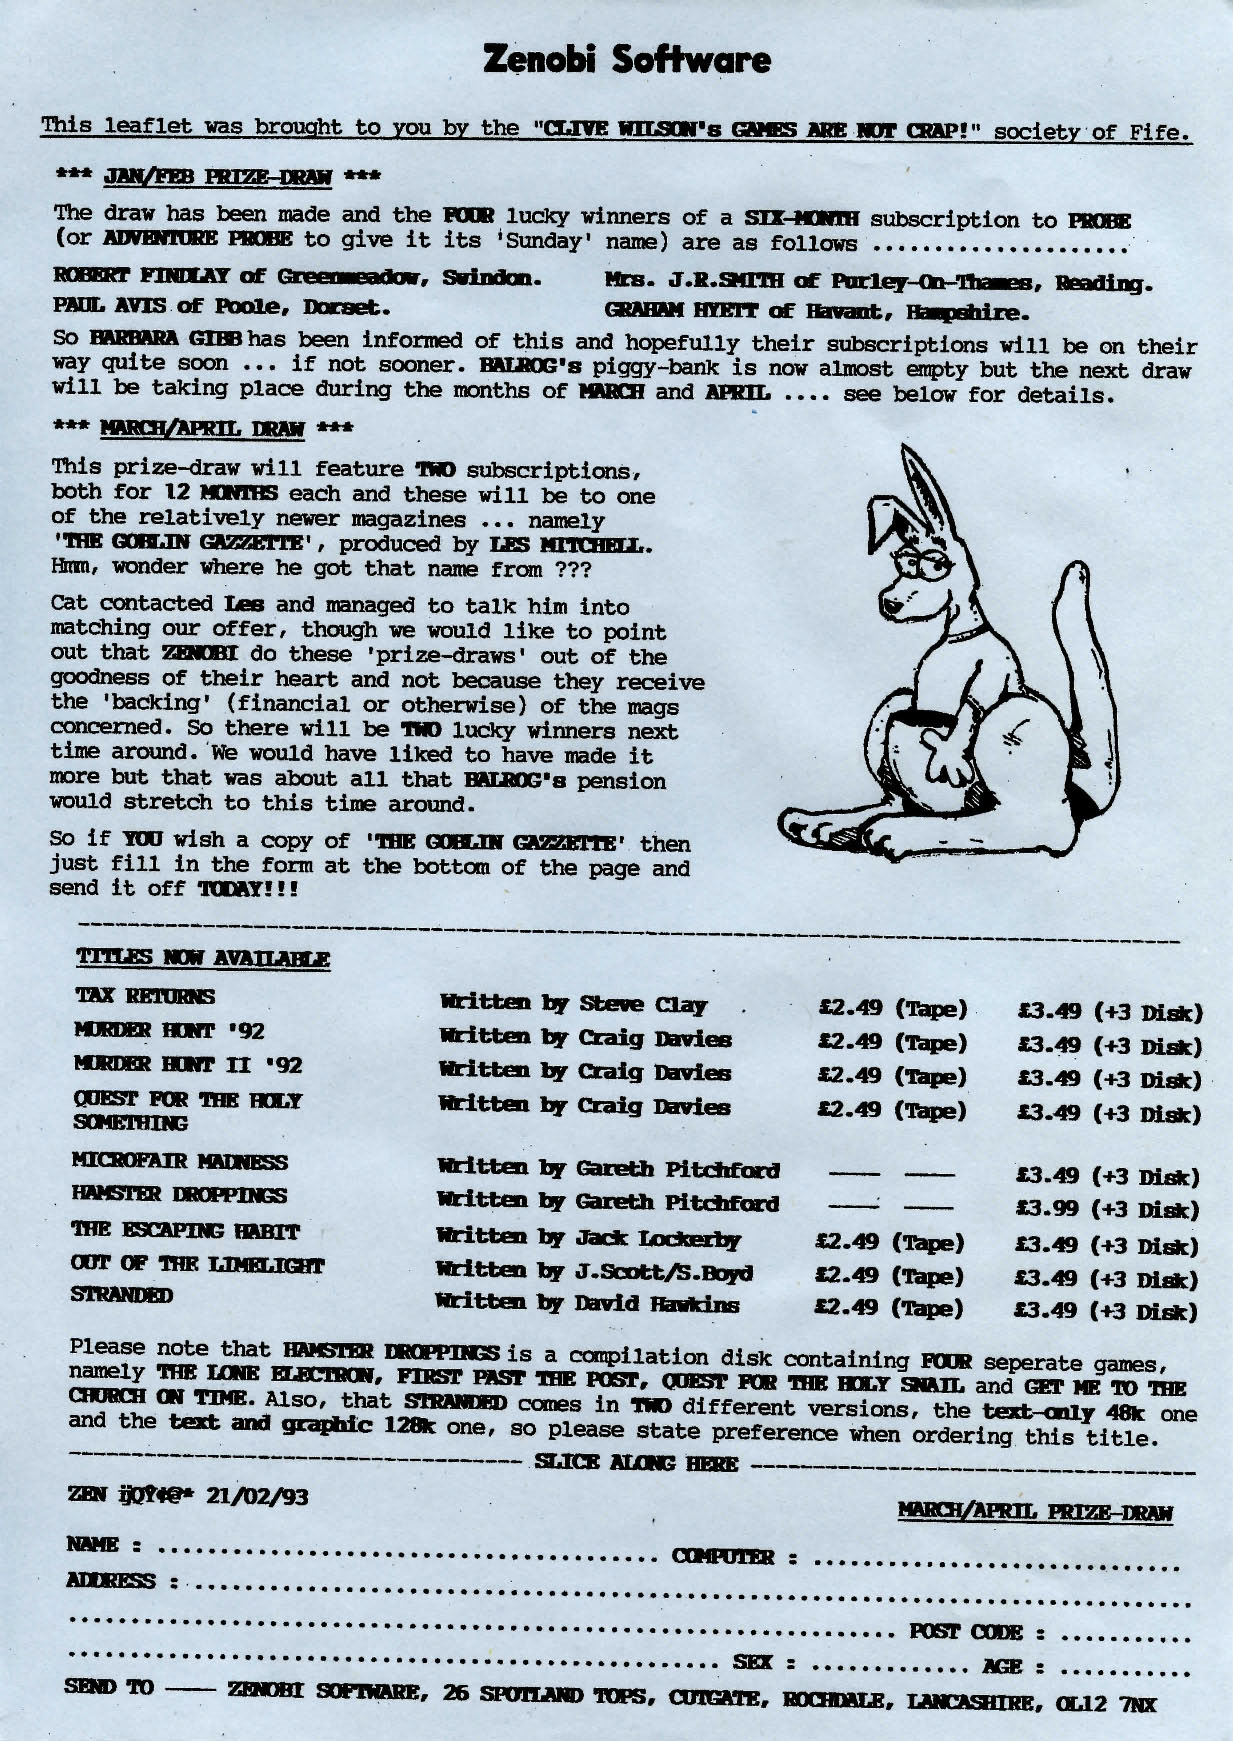 Zenobi Software
This leaflet was brought to you by the "CLIVE WILSON's GAMES ARE NOT CRAP!" society of Fife.
*** JAN/FEB PRIZE-DRAW ***
The draw has been made and the FOUR lucky winners of a SIX-MONTH subscription to PROBE
(or ADVENTURE PROBE to give it its 'Sunday' name) are as follows .....................
ROBERT FINDLAY of Greenmeadow, Swindon. Mrs. J.R.SMITH of Purley-On-Thames, Reading.
PAUL AVIS of Poole, Dorset. GRAHAM HYETT of Havant, Hampshire.
So BARBARA GIBB has been informed of this and hopefully their subscriptions will be on their
way quite soon ... if not sooner. BALROG's piggy-bank is now almost empty but the next draw
will be taking place during the months of MARCH and APRIL .... see below for details.
*** MARCH/APRIL DRAW ***
This prize-draw will feature TWO subscriptions,
both for 12 MONTHS each and these will be to one
of the relatively newer magazines ... namely
'THE GOBLIN GAZZETTE', produced by LES MITCHELL.
Hmm, wonder where he got that name from ???
Cat contacted Les and managed to talk him into
matching our offer, though we would like to point
out that ZENOBI do these 'prize-draws' out of the
goodness of their heart and not because they receive
the 'backing' (financial or otherwise) of the mags
concerned. So there will be TWO lucky winners next
time around. We would have liked to have made it
more but that was about all that BALROG's pension
would stretch to this time around.
So if YOU wish a copy of 'THE GOBLIN GAZZETTE' then
just fill in the form at the bottom of the page and
send it off TODAY!!!
TITLES NOW AVAILABLE
TAX RETURNS Written by Steve Clay £2.49 (Tape) £3.49 (+3 Disk)
MURDER HUNT '92 Written by Craig Davies £2.49 (Tape) £3.49 (+3 Disk)
MURDER HUNT II '92 Written by Craig Davies £2.49 (Tape) £3.49 (+3 Disk)
QUEST FOR THE HOLY Written by Craig Davies £2.49 (Tape) £3.49 (+3 Disk)
SOMETHING
MICROFAIR MADNESS Written by Gareth Pitchford —— —— £3.49 (+3 Disk)
HAMSTER DROPPINGS Written by Gareth Pitchford —— —— £3.99 (+3 Disk)
THE ESCAPING HABIT Written by Jack Lockerby £2.49 (Tape) £3.49 (+3 Disk)
OUT OF THE LIMELIGHT Written by J.Scott/S.Boyd £2.49 (Tape) £3.49 (+3 Disk)
STRANDED Written by David Hawkins £2.49 (Tape) £3.49 (+3 Disk)
Please note that HAMSTER DROPPINGS is a compilation disk containing FOUR seperate games,
namely THE LONE ELECTRON, FIRST PAST THE POST, QUEST FOR THE HOLY SNAIL and GET ME TO THE
CHURCH ON TIME. Also, that STRANDED comes in TWO different versions, the text-only 48k one
and the text and graphic 128k one, so please state preference when ordering this title.
------------------------------------ SLICE ALONG HERE ------------------------------------
ZEN 21/02/93
MARCH/APRIL PRIZE-DRAW
NAME : ........................................ COMPUTER : ..............................
ADDRESS : ................................................................................
.................................................................. POST CODE : ...........
.................................................... SEX : ............. AGE : ...........
SEND TO —— ZENOBI SOFTWARE, 26 SPOTLAND TOPS, CUTGATE, ROCHDALE, LANCASHIRE, OL12 7NX